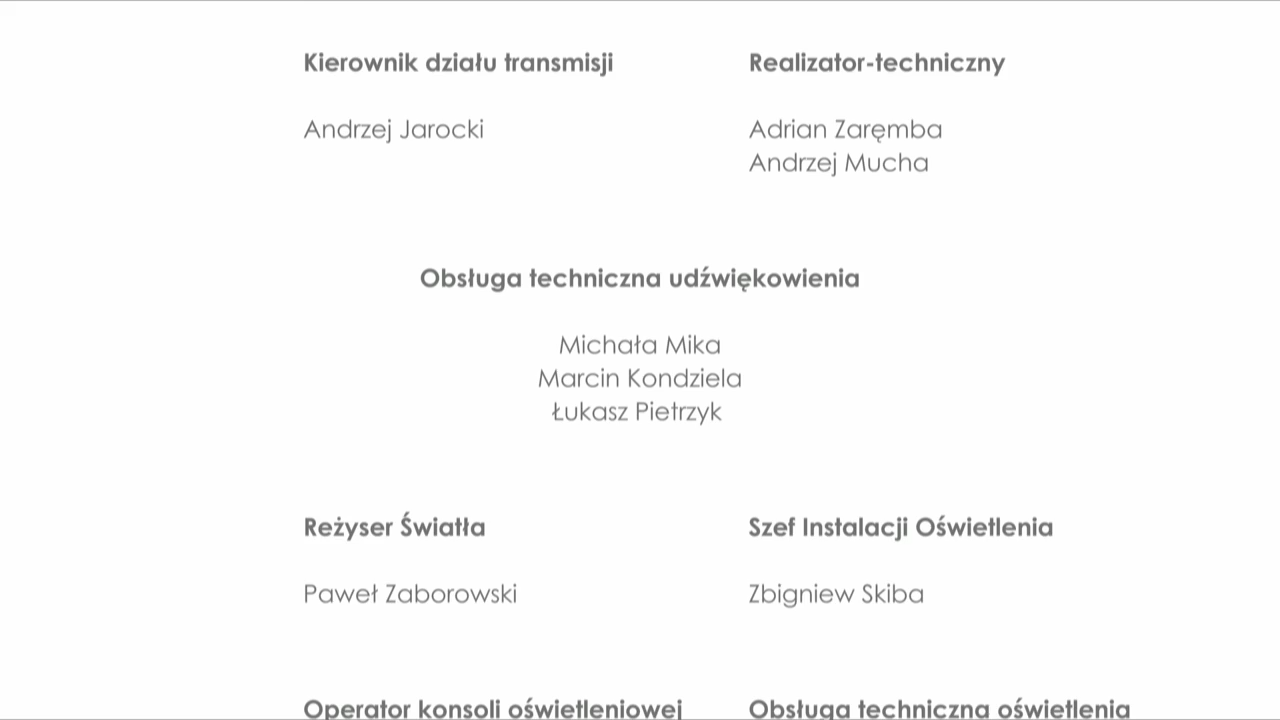 Kierownik działu transmisji
Andrzej Jarocki
Realizator-techniczny
Adrian Zaręmba
Andrzej Mucha
Obsługa techniczna udźwiękowienia
Michała Mika
Marcin Kondziela
Łukasz Pietrzyk
Reżyser Światła
Paweł Zaborowski
Szef Instalacji Oświetlenia
Zbigniew Skiba
Operator konsoli oświetleniowej
Obsługa techniczna oświetlenia